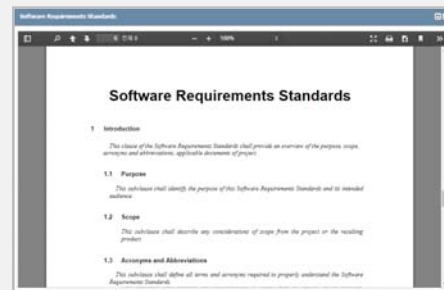 Software Requirements Standards
100%
Software Requirements Standards
1 Introduction
This clause of the Software Requirements Standards shall provide an overview of the purpose, scope,
acronyms and abbreviations, applicable documents of project.
1.1 Purpose
This subclause shall identify the purpose of this Software Requirements Standards and its intended
audience.
1.2 Scope
This subclause shall describe any considerations of scope from the project or the resulting
product.
1.3 Acronyms and Abbreviations
This subclause shall define all terms and acronyms required to properly understand the Software
Requirements Standards.